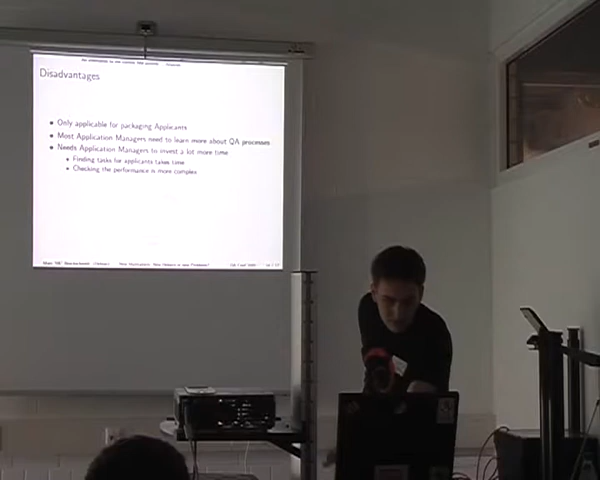 Disadvantages
Only applicable for packaging Applicants
Most Application Managers need to learn more about QA processes
Needs Application Managers to invest a lot more time
Finding tasks for applicants takes time
Checking the performance is more complex